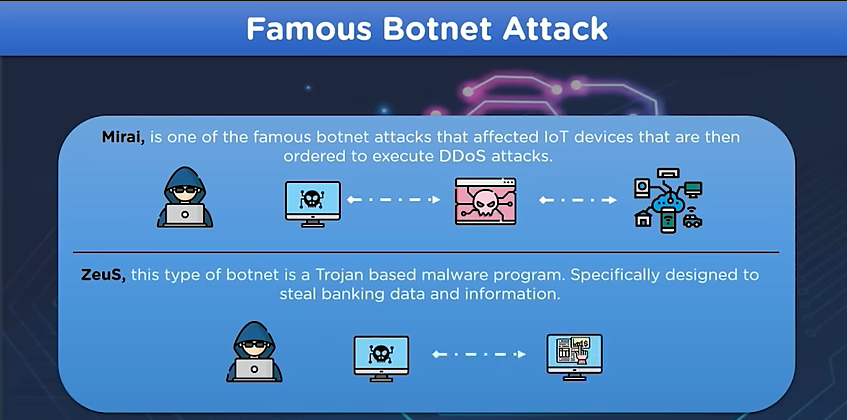 Famous Botnet Attack
Mirai, is one of the famous botnet attacks that affected IoT devices that are then
ordered to execute DDoS attacks.
ZeuS, this type of botnet is a Trojan based malware program. Specifically designed to
steal banking data and information.